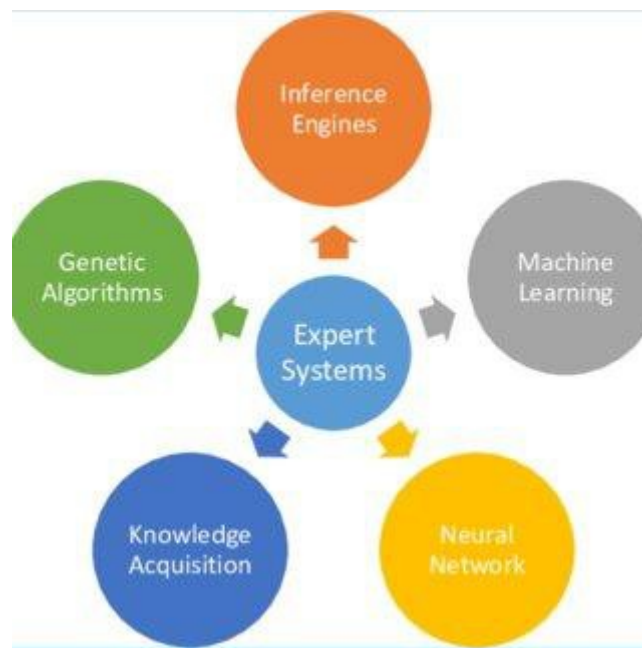 Inference
Engines
Genetic
Algorithms
Machine
Learning
Expert
Systems
Knowledge
Acquisition
Neural
Network